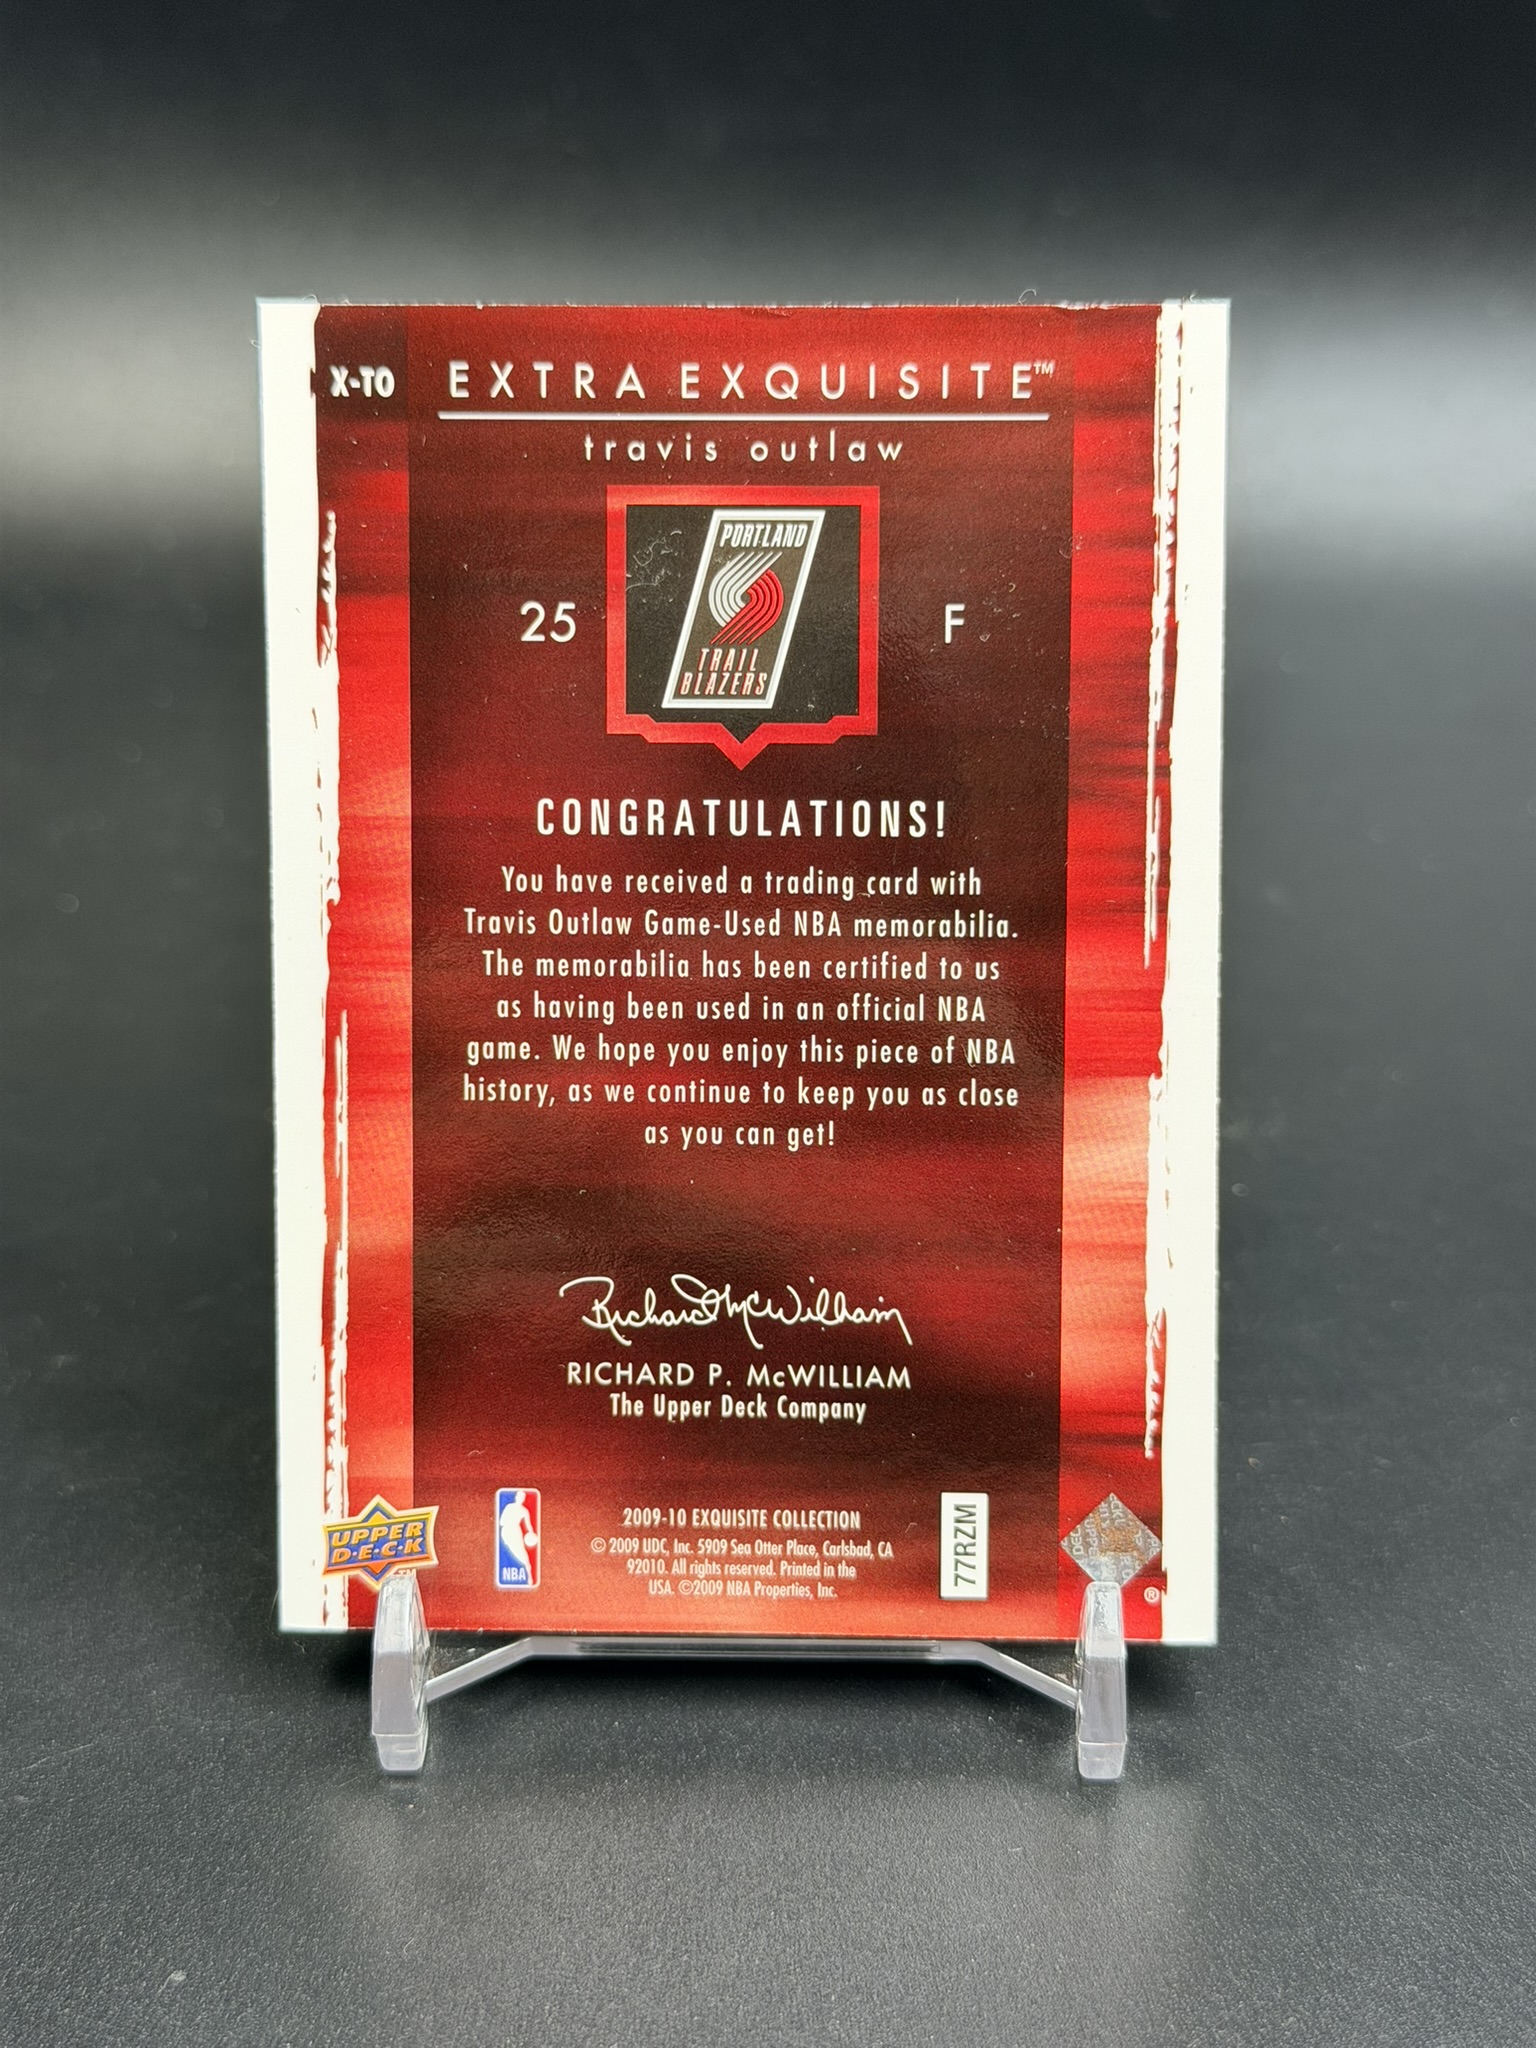 X-TO
EXTRA EXQUISITE™
travis outlaw
PORTLAND
25
F
TRAIL
BLAZERS
CONGRATULATIONS!
You have received a trading card with
Travis Outlaw Game-Used NBA memorabilia.
The memorabilia has been certified to us
as having been used in an official NBA
game. We hope you enjoy this piece of NBA
history, as we continue to keep you as close
as you can get!
Richard McWilliam
RICHARD P. McWILLIAM
The Upper Deck Company
UPPER
D·E·C·K
™
NBA
2009-10 EXQUISITE COLLECTION
© 2009 UDC, Inc. 5909 Sea Otter Place, Carlsbad, CA
92010. All rights reserved. Printed in the
USA. ©2009 NBA Properties, Inc.
77RZM
®